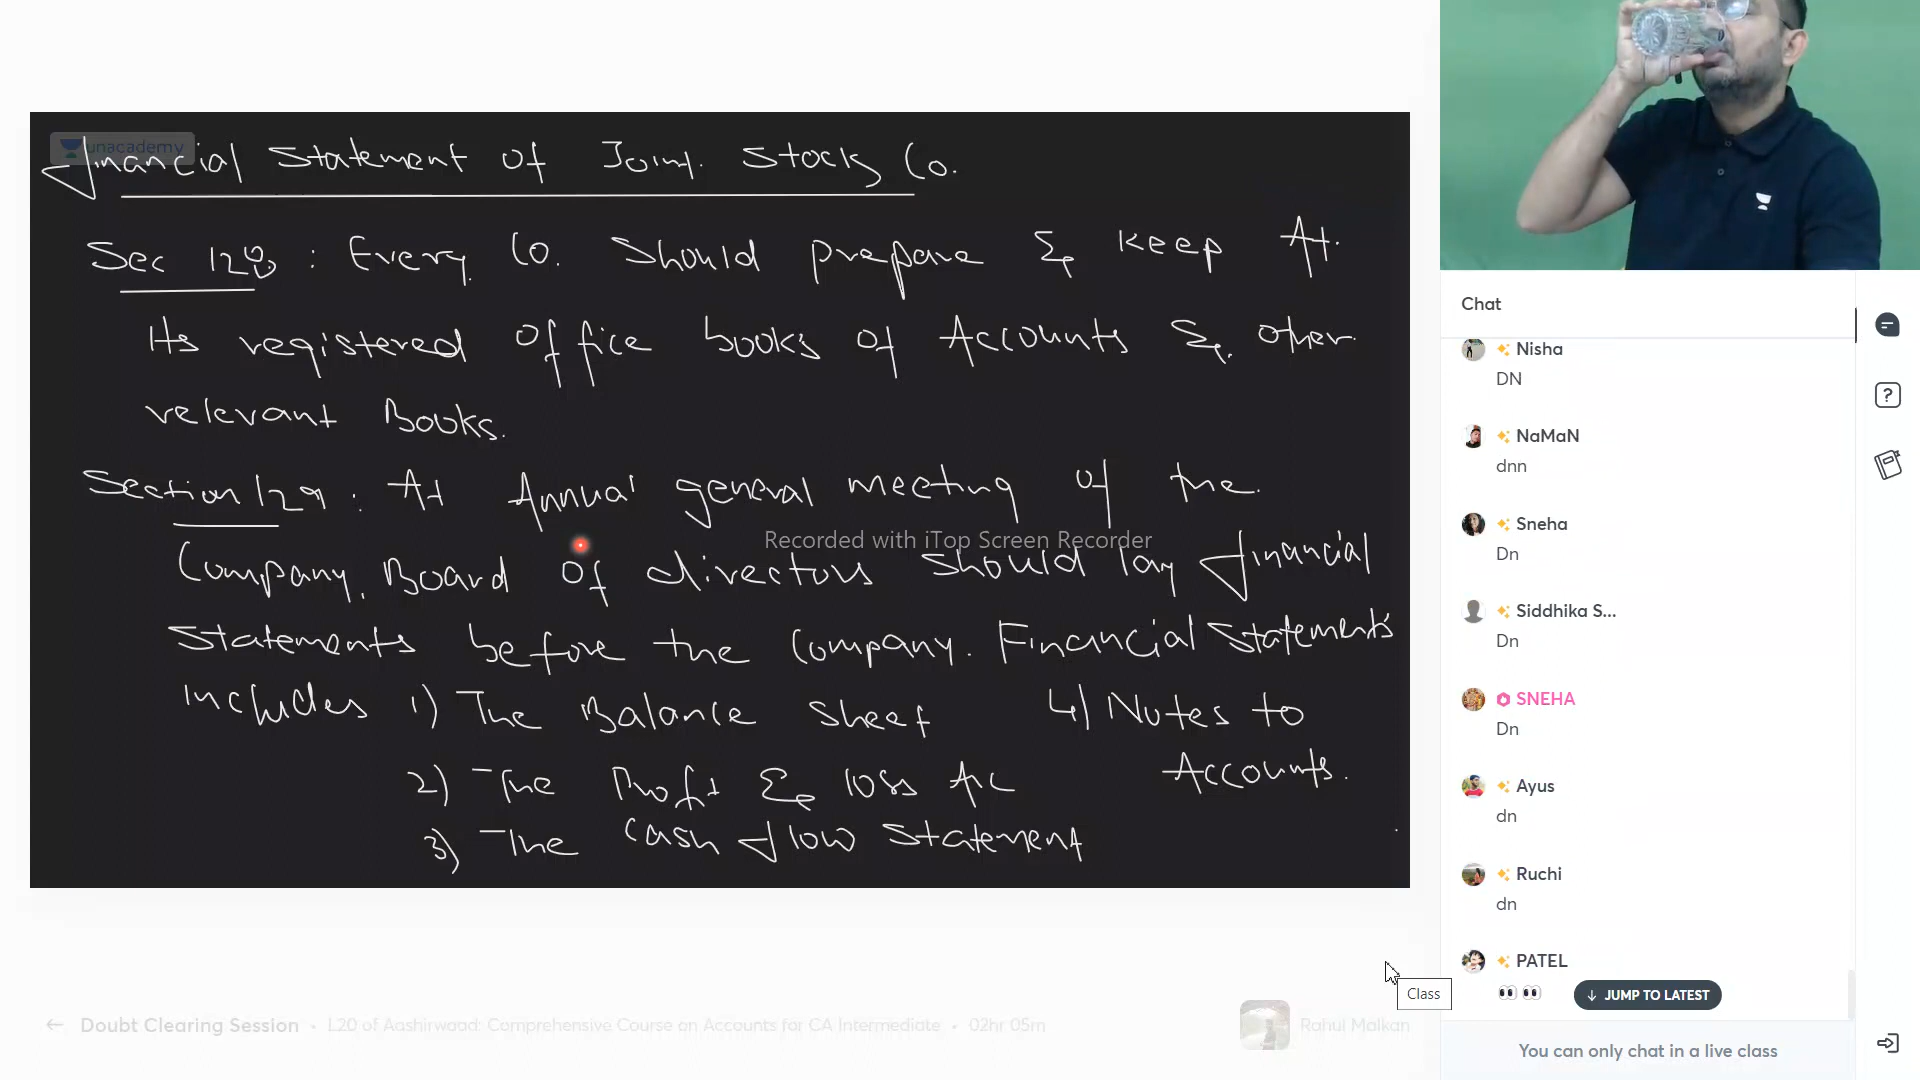 unacademy
Financial Statement of Joint Stock Co.
Sec 128 : Every Co. should prepare & keep At
Its registered office books of Accounts & other
relevant Books.
Section 129 : At Annual general meeting of the
Recorded with iTop Screen Recorder
Company, Board of directors should lay financial
Statements before the Company. Financial Statements
includes 1) The Balance sheet 4) Notes to
Accounts.
2) The Profit & loss A/c
3) The Cash flow Statement
Chat
Nisha
DN
NaMaN
dnn
Sneha
Dn
Siddhika S...
Dn
SNEHA
Dn
Ayus
dn
Ruchi
dn
PATEL
👀 👀
↓ JUMP TO LATEST
You can only chat in a live class
Class
← Doubt Clearing Session • L20 of Aashirwaad: Comprehensive Course on Accounts for CA Intermediate • 02hr 05m
Rahul Malkan